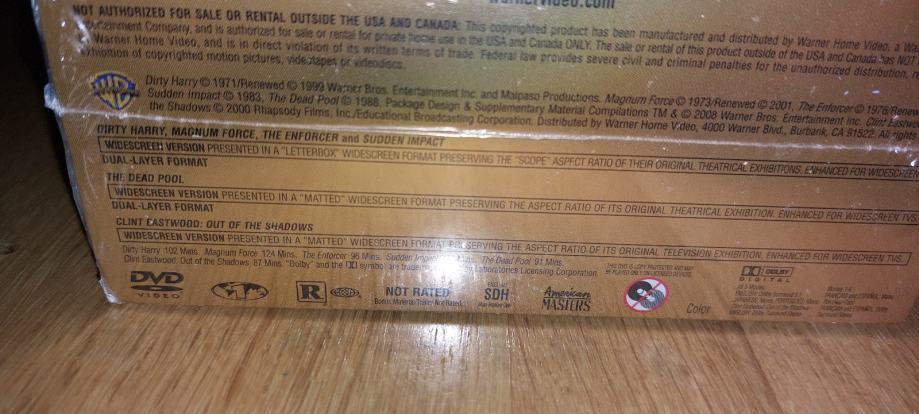 warnervideo.com
NOT AUTHORIZED FOR SALE OR RENTAL OUTSIDE THE USA AND CANADA: This copyrighted product has been manufactured and distributed by Warner Home Video, a
Entertainment Company, and is authorized for sale or rental for private home use in the USA and Canada ONLY. The sale or rental of this product outside of the USA and Canada has NOT
Warner Home Video, and is in direct violation of its written terms of trade. Federal law provides severe civil and criminal penalties for the unauthorized distribution,
exhibition of copyrighted motion pictures, videotapes or videodiscs.
WB
Dirty Harry © 1971/Renewed © 1999 Warner Bros. Entertainment Inc. and Malpaso Productions. Magnum Force © 1973/Renewed © 2001, The Enforcer © 1976/
Sudden Impact © 1983, The Dead Pool © 1988, Package Design & Supplementary Material Compilations TM & © 2008 Warner Bros. Entertainment Inc. Clint Eastwood
the Shadows © 2000 Rhapsody Films, Inc./Educational Broadcasting Corporation. Distributed by Warner Home Video, 4000 Warner Blvd., Burbank, CA 91522. All rights
DIRTY HARRY, MAGNUM FORCE, THE ENFORCER and SUDDEN IMPACT
WIDESCREEN VERSION PRESENTED IN A "LETTERBOX" WIDESCREEN FORMAT PRESERVING THE "SCOPE" ASPECT RATIO OF THEIR ORIGINAL THEATRICAL EXHIBITIONS. ENHANCED FOR WIDESCREEN
DUAL-LAYER FORMAT
THE DEAD POOL
WIDESCREEN VERSION PRESENTED IN A "MATTED" WIDESCREEN FORMAT PRESERVING THE ASPECT RATIO OF ITS ORIGINAL THEATRICAL EXHIBITION. ENHANCED FOR WIDESCREEN TVS.
DUAL-LAYER FORMAT
CLINT EASTWOOD: OUT OF THE SHADOWS
WIDESCREEN VERSION PRESENTED IN A "MATTED" WIDESCREEN FORMAT PRESERVING THE ASPECT RATIO OF ITS ORIGINAL TELEVISION EXHIBITION. ENHANCED FOR WIDESCREEN TVS.
Dirty Harry 102 Mins. Magnum Force 124 Mins. The Enforcer 96 Mins. Sudden The Dead Pool 91 Mins.
Clint Eastwood: Out of the Shadows 87 Mins. "Dolby" and the symbol are Laboratories Licensing Corporation.
DVD
VIDEO
R
NOT RATED
SDH
American
MASTERS
Color
DOLBY
DIGITAL